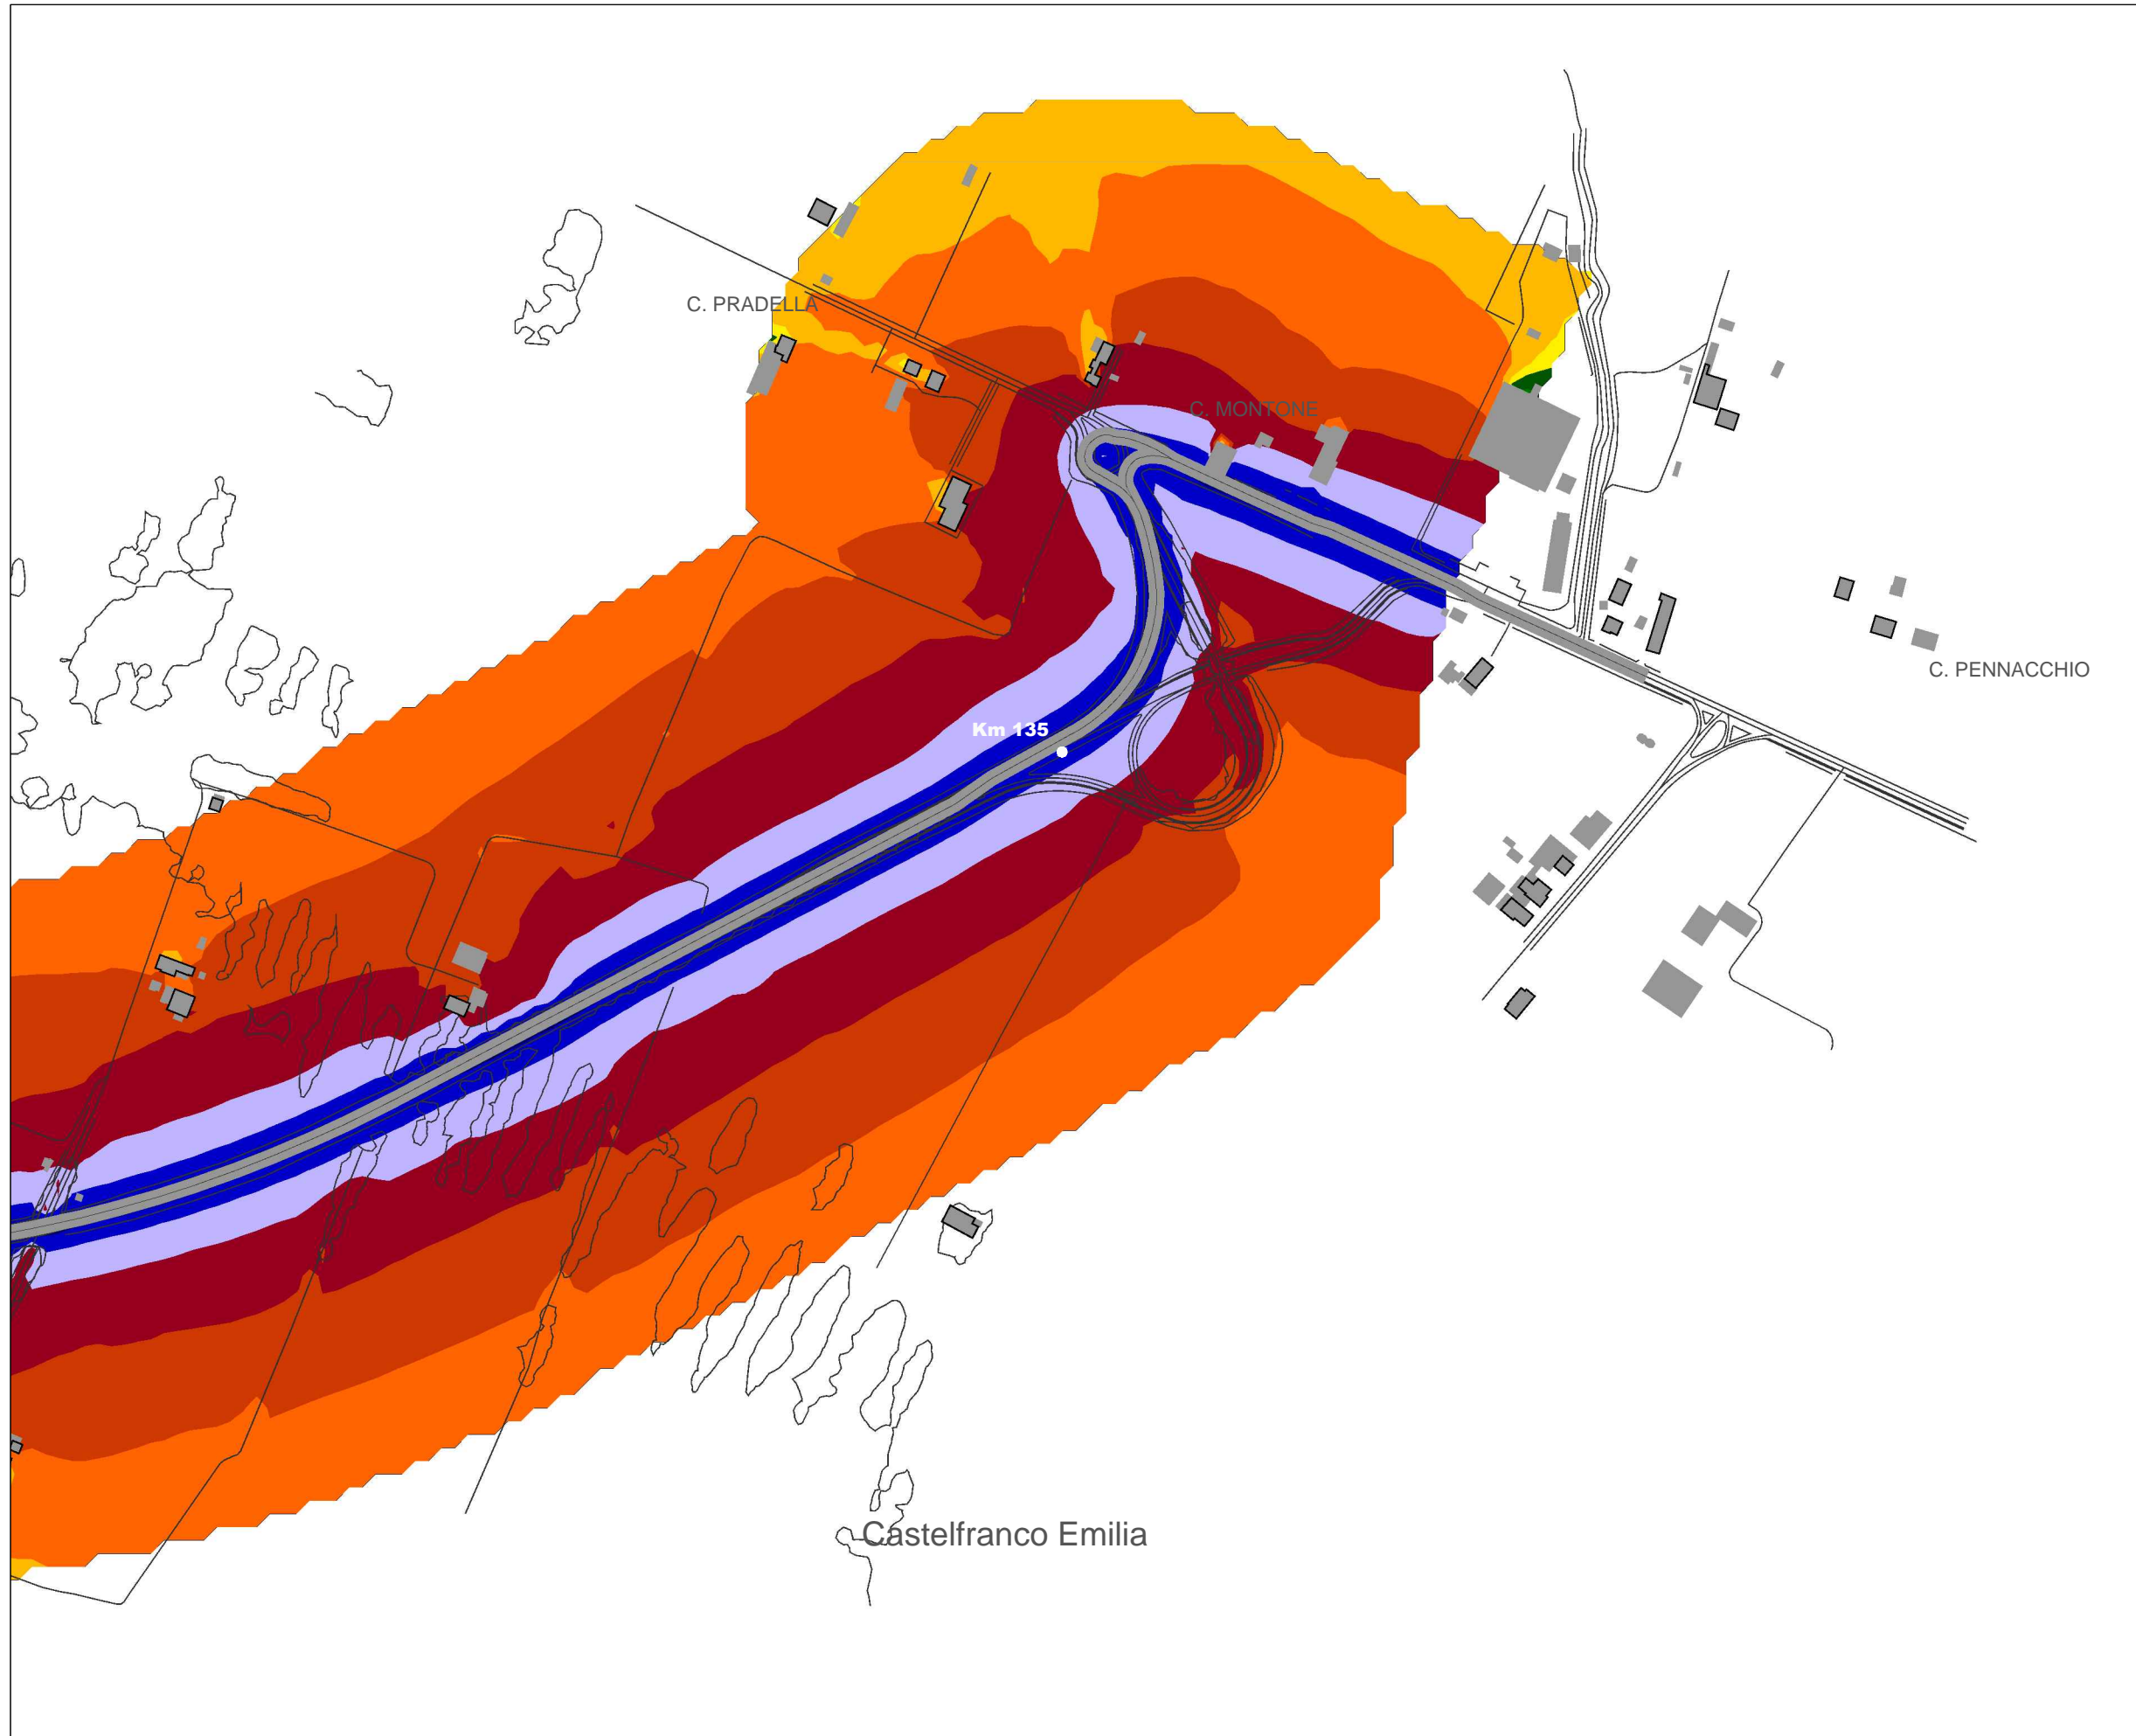 C. PRADELLA
C. MONTONE
C. PENNACCHIO
Km 135
Castelfranco Emilia